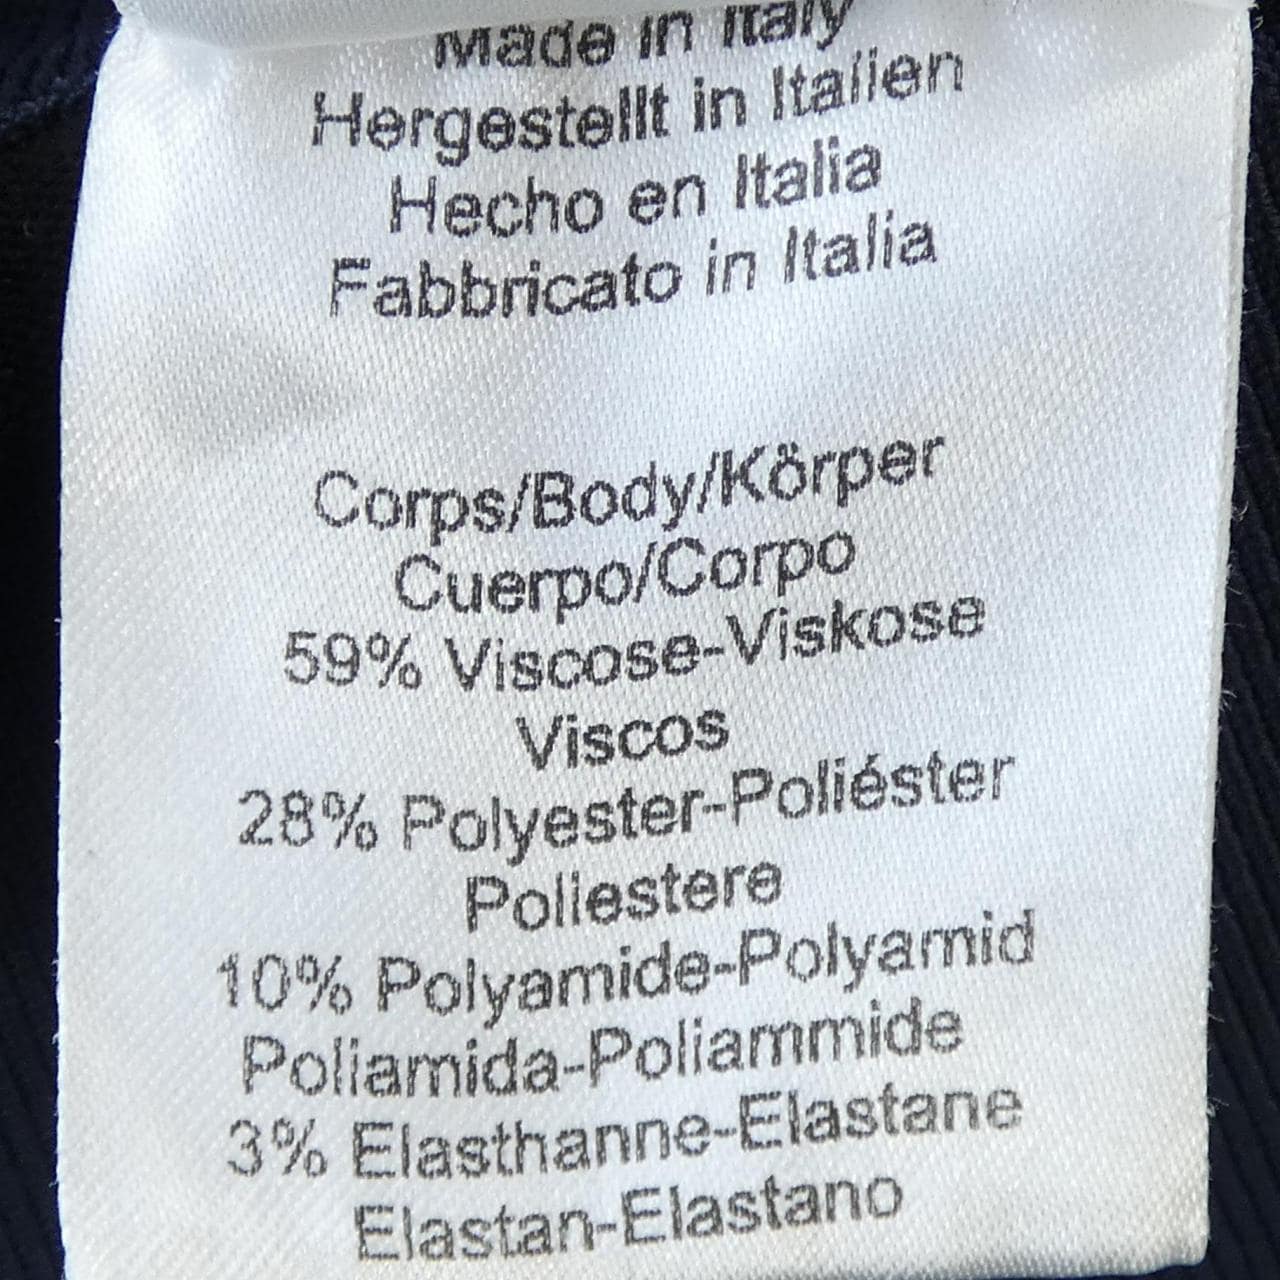 Made in Italy
Hergestellt in Italien
Hecho en Italia
Fabbricato in Italia
Corps/Body/Körper
Cuerpo/Corpo
59% Viscose-Viskose
Viscos
28% Polyester-Poliéster
Poliestere
10% Polyamide-Polyamid
Poliamida-Poliammide
3% Elasthanne-Elastane
Elastan-Elastano